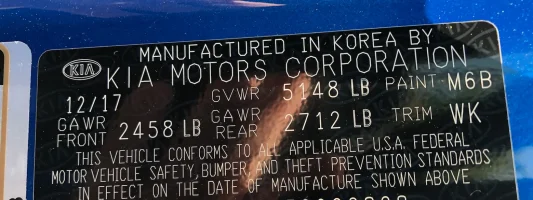 MANUFACTURED IN KOREA BY
KIA KIA MOTORS CORPORATION
12/17 GVWR 5148 LB PAINT M6B
GAWR FRONT 2458 LB GAWR REAR 2712 LB TRIM WK
THIS VEHICLE CONFORMS TO ALL APPLICABLE U.S.A. FEDERAL
MOTOR VEHICLE SAFETY, BUMPER, AND THEFT PREVENTION STANDARDS
IN EFFECT ON THE DATE OF MANUFACTURE SHOWN ABOVE